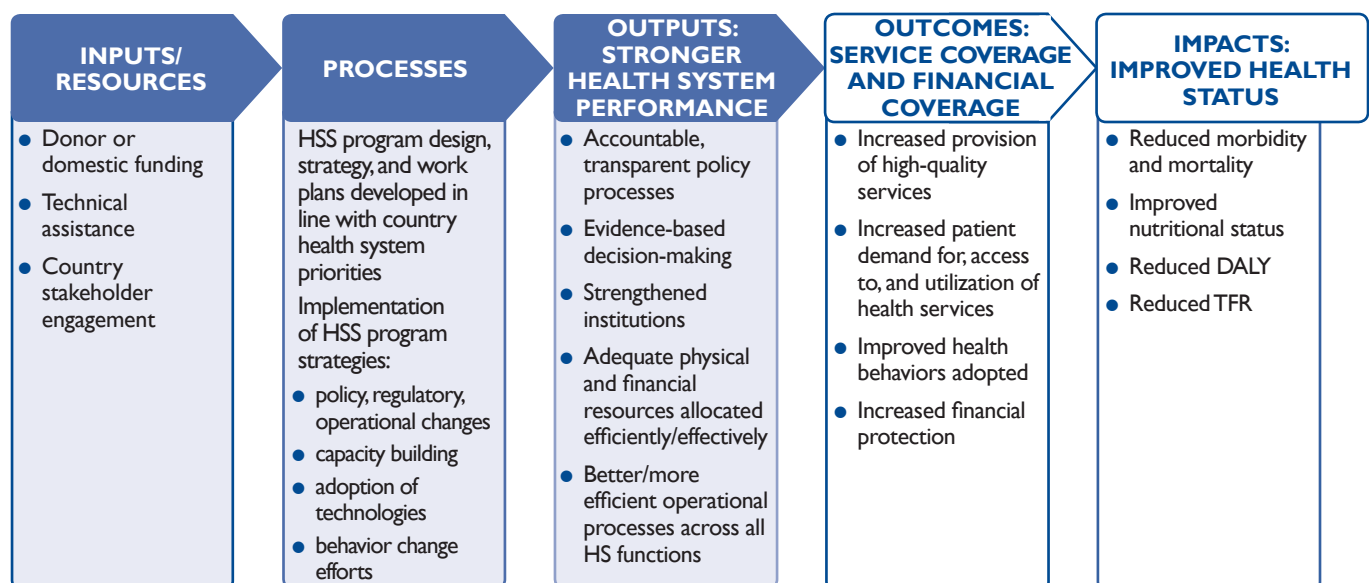 INPUTS/
RESOURCES
Donor or
domestic funding
Technical
assistance
Country
stakeholder
engagement
PROCESSES
HSS program design,
strategy, and work
plans developed in
line with country
health system
priorities
Implementation
of HSS program
strategies:
policy, regulatory,
operational changes
capacity building
adoption of
technologies
behavior change
efforts
OUTPUTS:
STRONGER
HEALTH SYSTEM
PERFORMANCE
Accountable,
transparent policy
processes
Evidence-based
decision-making
Strengthened
institutions
Adequate physical
and financial
resources allocated
efficiently/effectively
Better/more
efficient operational
processes across all
HS functions
OUTCOMES:
SERVICE COVERAGE
AND FINANCIAL
COVERAGE
Increased provision
of high-quality
services
Increased patient
demand for, access
to, and utilization of
health services
Improved health
behaviors adopted
Increased financial
protection
IMPACTS:
IMPROVED HEALTH
STATUS
Reduced morbidity
and mortality
Improved
nutritional status
Reduced DALY
Reduced TFR